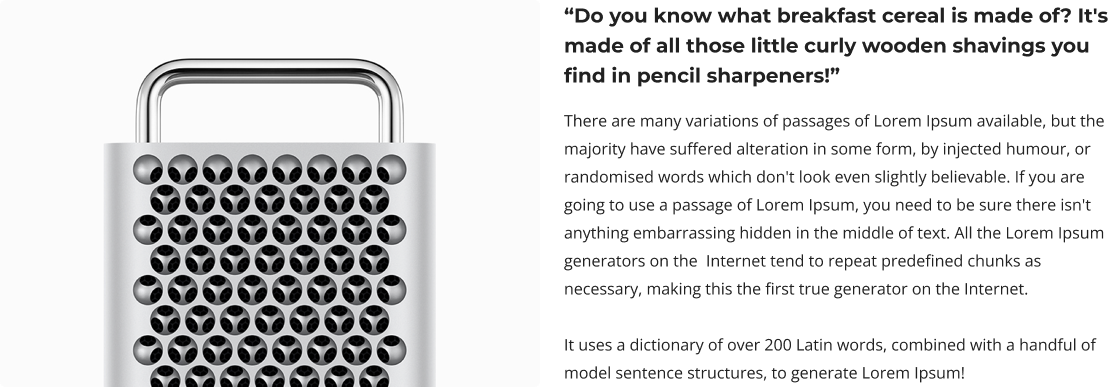 “Do you know what breakfast cereal is made of? It's
made of all those little curly wooden shavings you
find in pencil sharpeners!”
There are many variations of passages of Lorem Ipsum available, but the
majority have suffered alteration in some form, by injected humour, or
randomised words which don't look even slightly believable. If you are
going to use a passage of Lorem Ipsum, you need to be sure there isn't
anything embarrassing hidden in the middle of text. All the Lorem Ipsum
generators on the  Internet tend to repeat predefined chunks as
necessary, making this the first true generator on the Internet.
It uses a dictionary of over 200 Latin words, combined with a handful of
model sentence structures, to generate Lorem Ipsum!